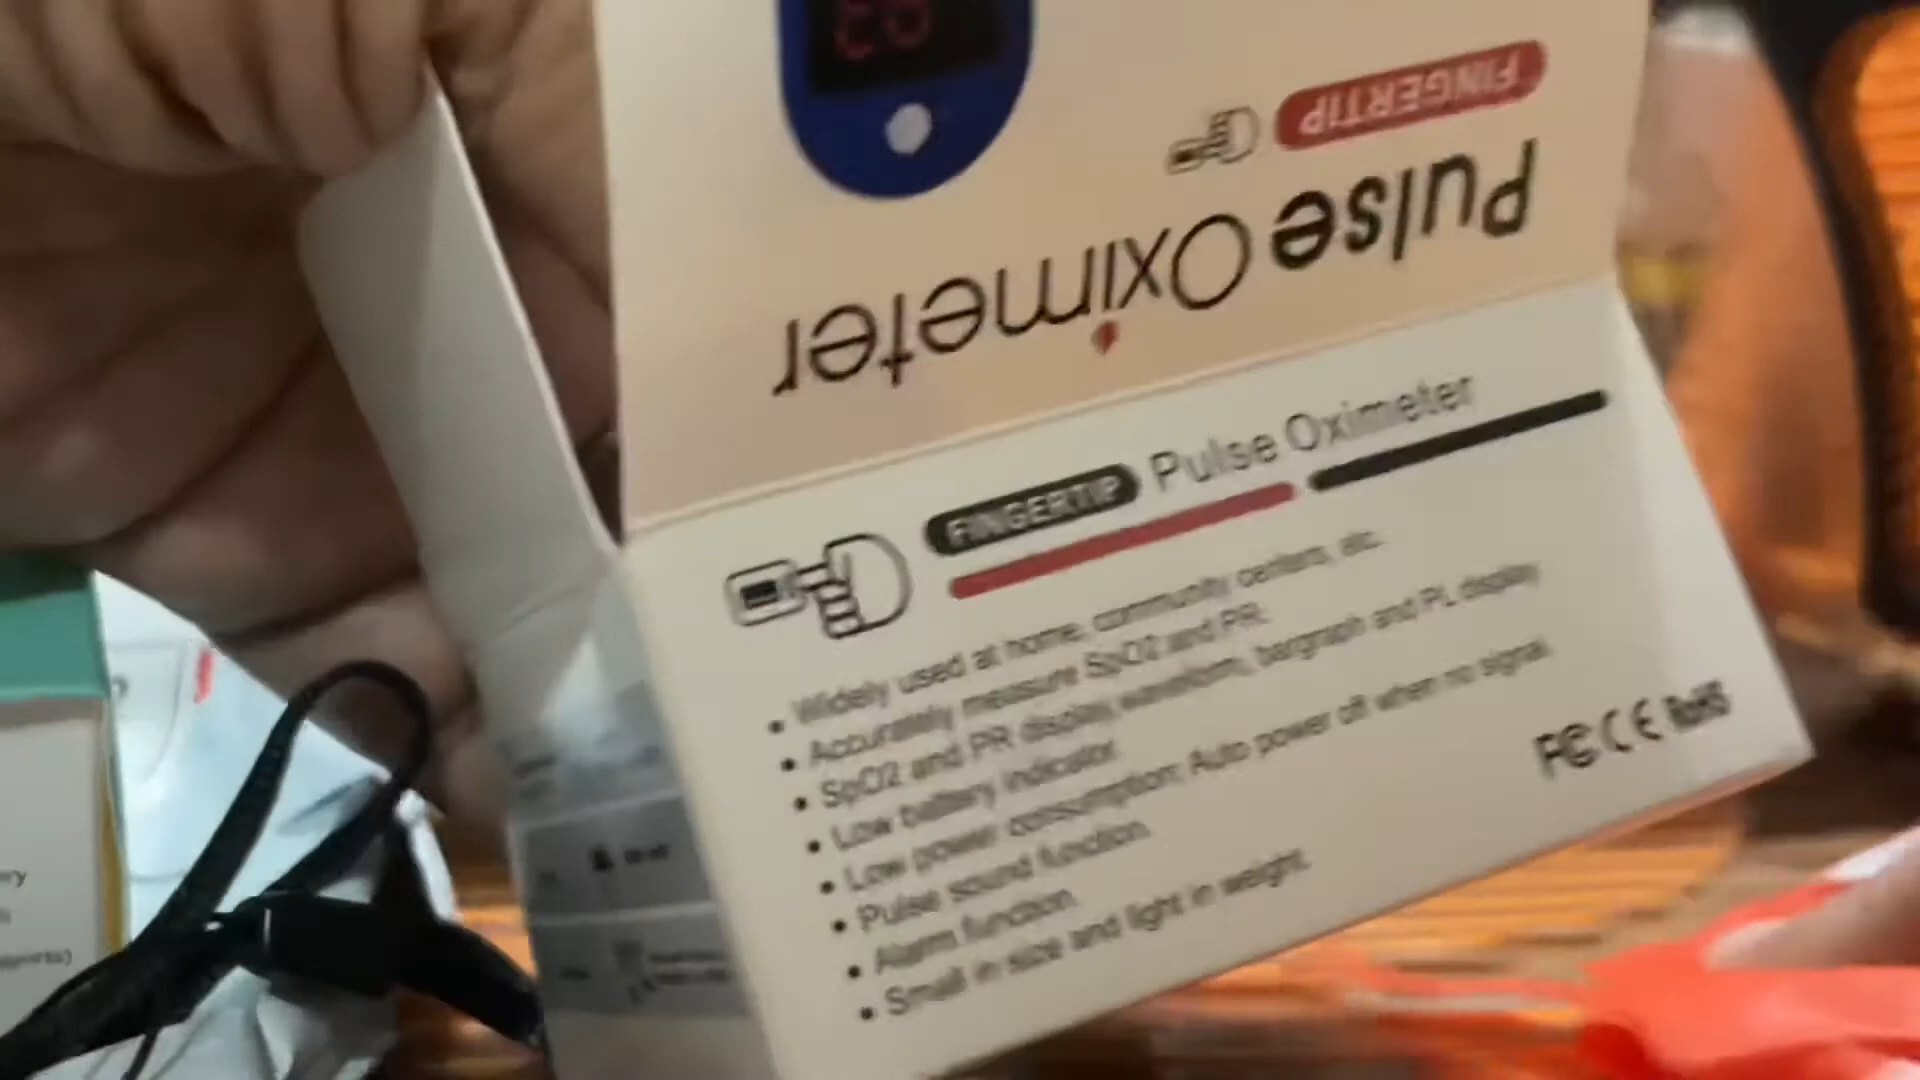 FINGERTIP
Pulse Oximeter
FINGERTIP Pulse Oximeter
• Widely used at home, community centers, etc.
• Accurately measure SpO2 and PR.
• SpO2 and PR display waveform, bargraph and PL display
• Low battery indicator.
• Low power consumption: Auto power off when no signal.
• Pulse sound function.
• Alarm function.
• Small in size and light in weight.
FC CE RoHS